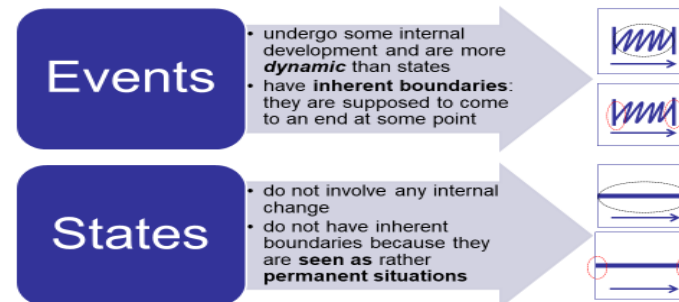 Events
• undergo some internal
development and are more
dynamic than states
• have inherent boundaries:
they are supposed to come
to an end at some point
States
• do not involve any internal
change
• do not have inherent
boundaries because they
are seen as rather
permanent situations